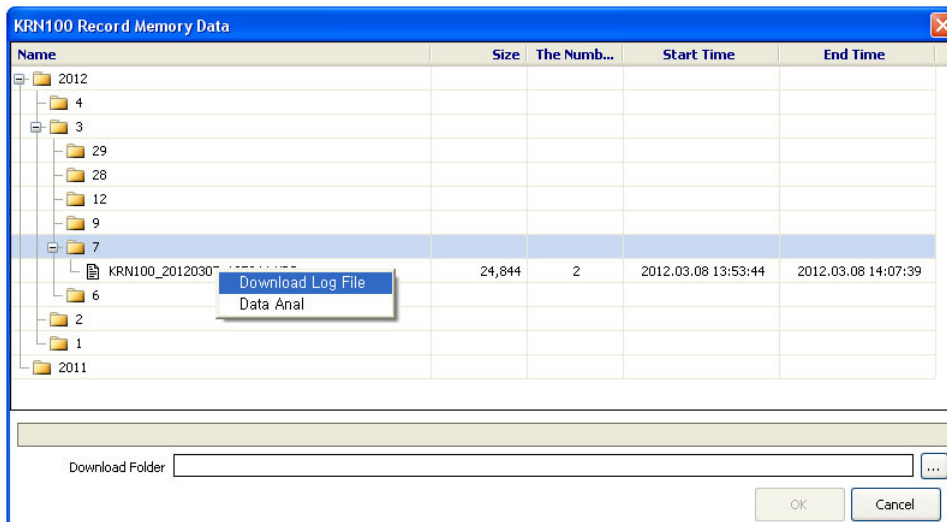 KRN100 Record Memory Data
Name Size The Numb... Start Time End Time
2012
4
3
29
28
12
9
7
KRN100_20120307 24,844 2 2012.03.08 13:53:44 2012.03.08 14:07:39
Download Log File
Data Anal
6
2
1
2011
Download Folder ...
OK Cancel